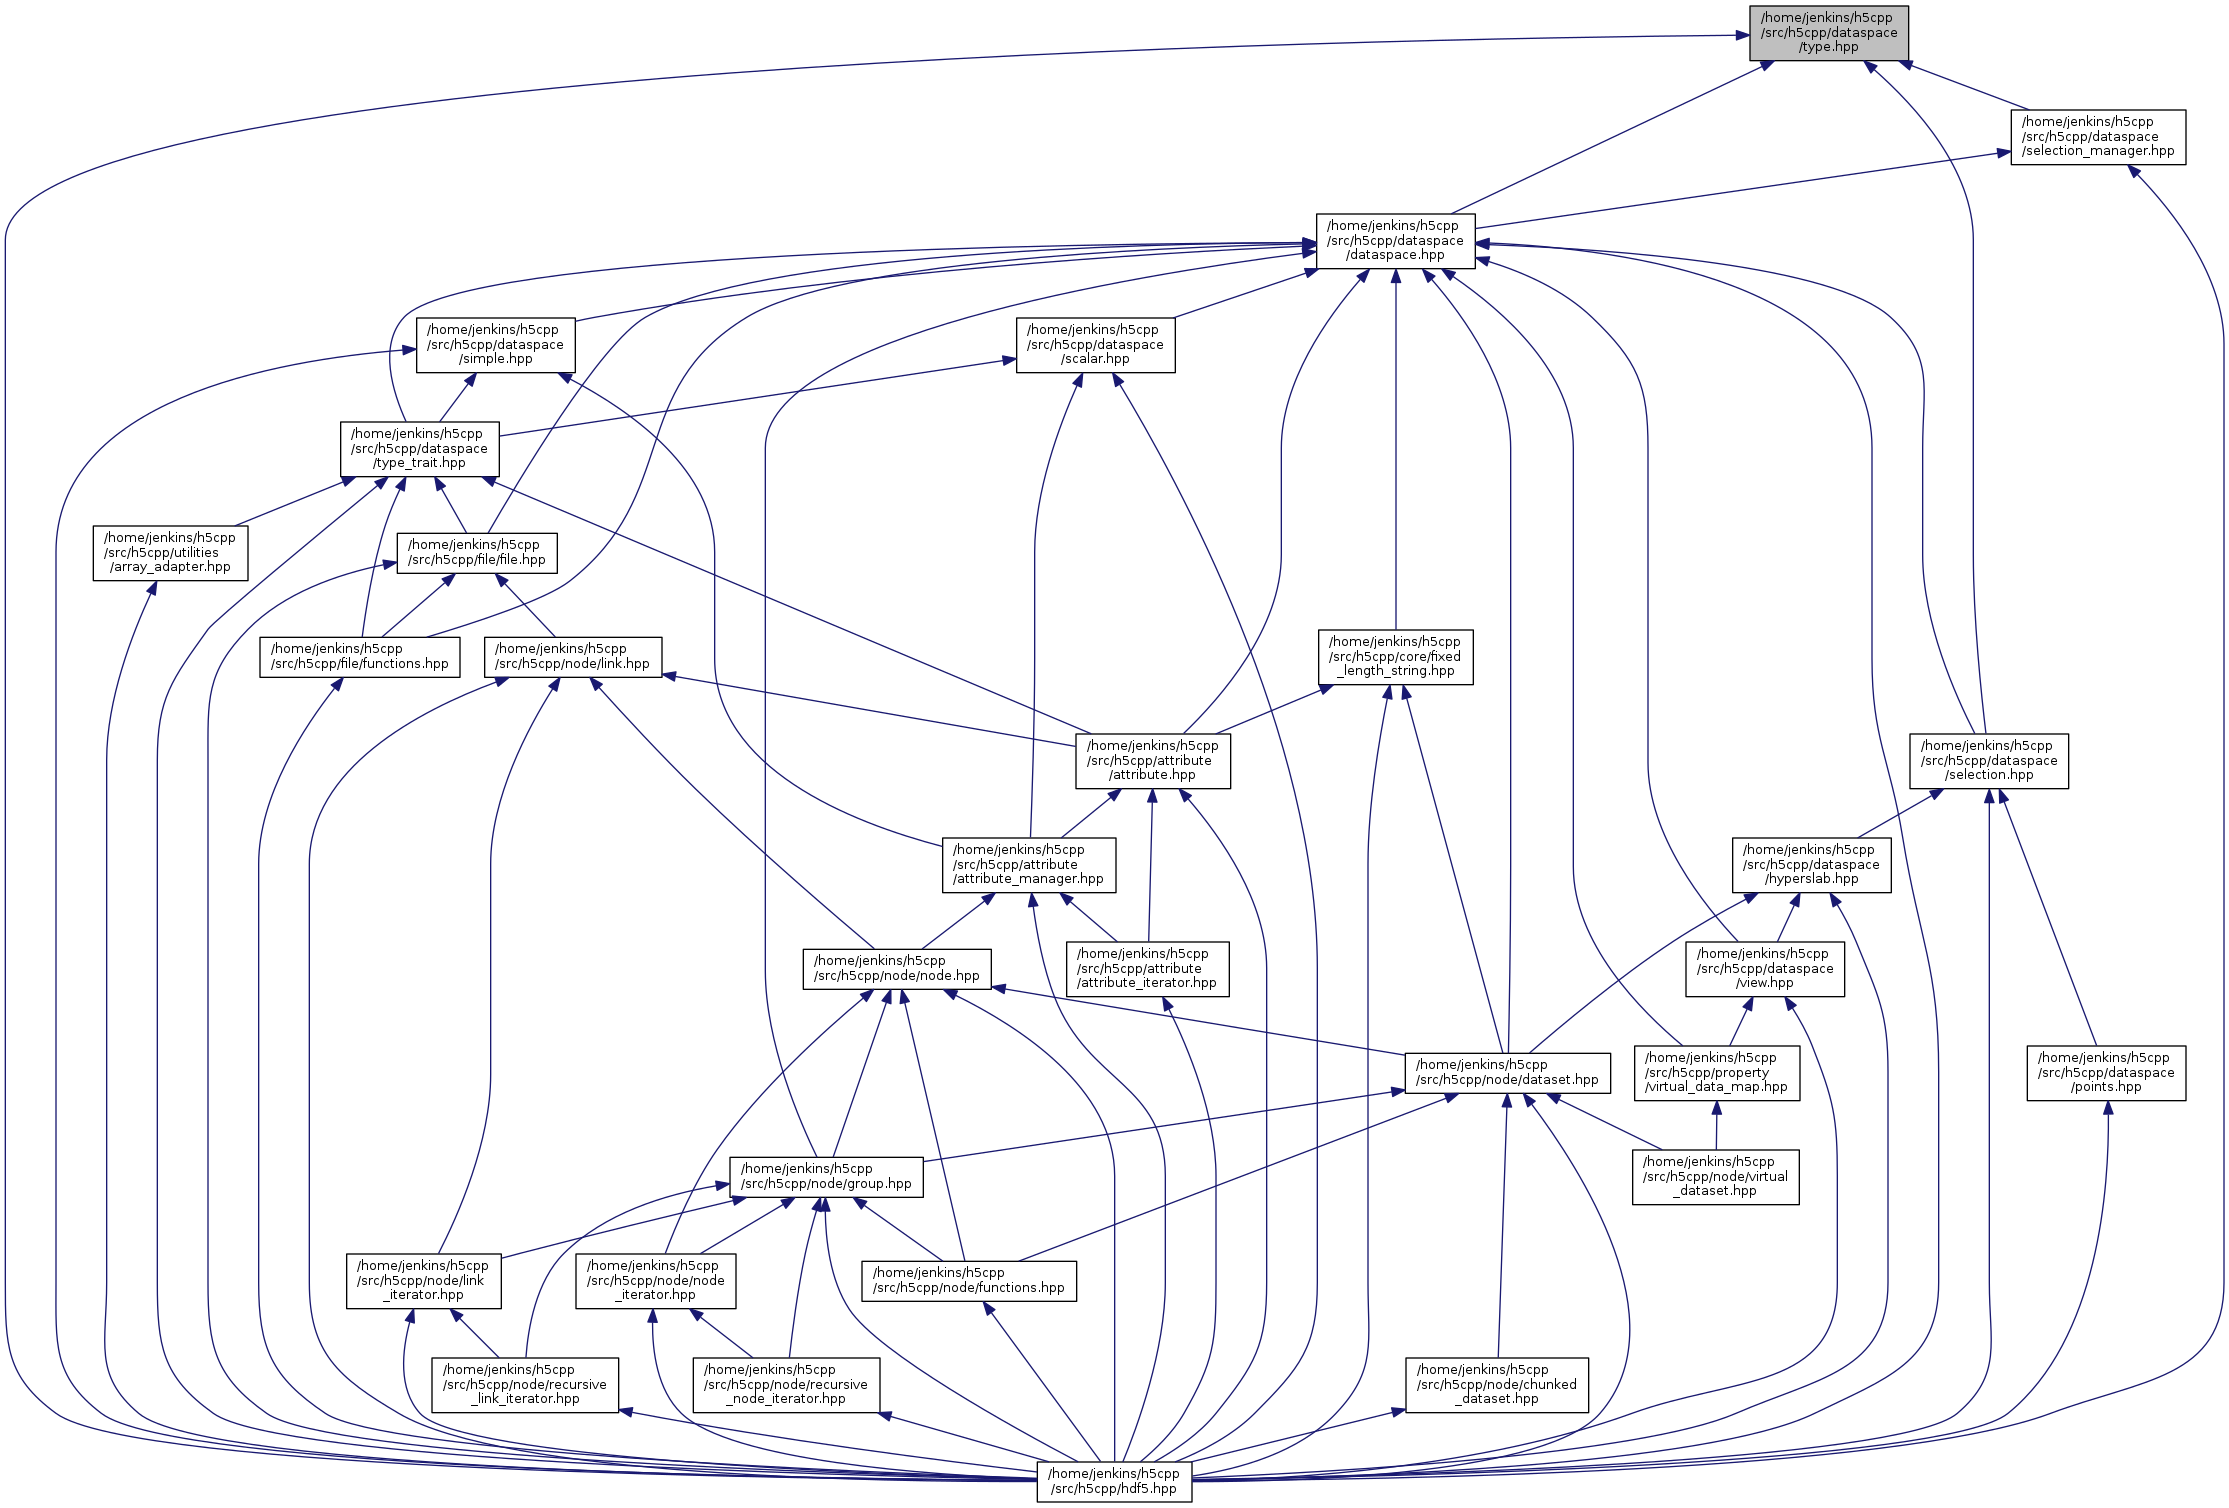 /home/jenkins/h5cpp
/src/h5cpp/dataspace
/type.hpp
/home/jenkins/h5cpp
/src/h5cpp/dataspace
/selection_manager.hpp
/home/jenkins/h5cpp
/src/h5cpp/dataspace
/dataspace.hpp
/home/jenkins/h5cpp
/src/h5cpp/dataspace
/simple.hpp
/home/jenkins/h5cpp
/src/h5cpp/dataspace
/scalar.hpp
/home/jenkins/h5cpp
/src/h5cpp/dataspace
/type_trait.hpp
/home/jenkins/h5cpp
/src/h5cpp/utilities
/array_adapter.hpp
/home/jenkins/h5cpp
/src/h5cpp/file/file.hpp
/home/jenkins/h5cpp
/src/h5cpp/file/functions.hpp
/home/jenkins/h5cpp
/src/h5cpp/node/link.hpp
/home/jenkins/h5cpp
/src/h5cpp/core/fixed
_length_string.hpp
/home/jenkins/h5cpp
/src/h5cpp/attribute
/attribute.hpp
/home/jenkins/h5cpp
/src/h5cpp/dataspace
/selection.hpp
/home/jenkins/h5cpp
/src/h5cpp/attribute
/attribute_manager.hpp
/home/jenkins/h5cpp
/src/h5cpp/dataspace
/hyperslab.hpp
/home/jenkins/h5cpp
/src/h5cpp/node/node.hpp
/home/jenkins/h5cpp
/src/h5cpp/attribute
/attribute_iterator.hpp
/home/jenkins/h5cpp
/src/h5cpp/dataspace
/view.hpp
/home/jenkins/h5cpp
/src/h5cpp/node/dataset.hpp
/home/jenkins/h5cpp
/src/h5cpp/property
/virtual_data_map.hpp
/home/jenkins/h5cpp
/src/h5cpp/dataspace
/points.hpp
/home/jenkins/h5cpp
/src/h5cpp/node/group.hpp
/home/jenkins/h5cpp
/src/h5cpp/node/virtual
_dataset.hpp
/home/jenkins/h5cpp
/src/h5cpp/node/link
_iterator.hpp
/home/jenkins/h5cpp
/src/h5cpp/node/node
_iterator.hpp
/home/jenkins/h5cpp
/src/h5cpp/node/functions.hpp
/home/jenkins/h5cpp
/src/h5cpp/node/recursive
_link_iterator.hpp
/home/jenkins/h5cpp
/src/h5cpp/node/recursive
_node_iterator.hpp
/home/jenkins/h5cpp
/src/h5cpp/node/chunked
_dataset.hpp
/home/jenkins/h5cpp
/src/h5cpp/hdf5.hpp